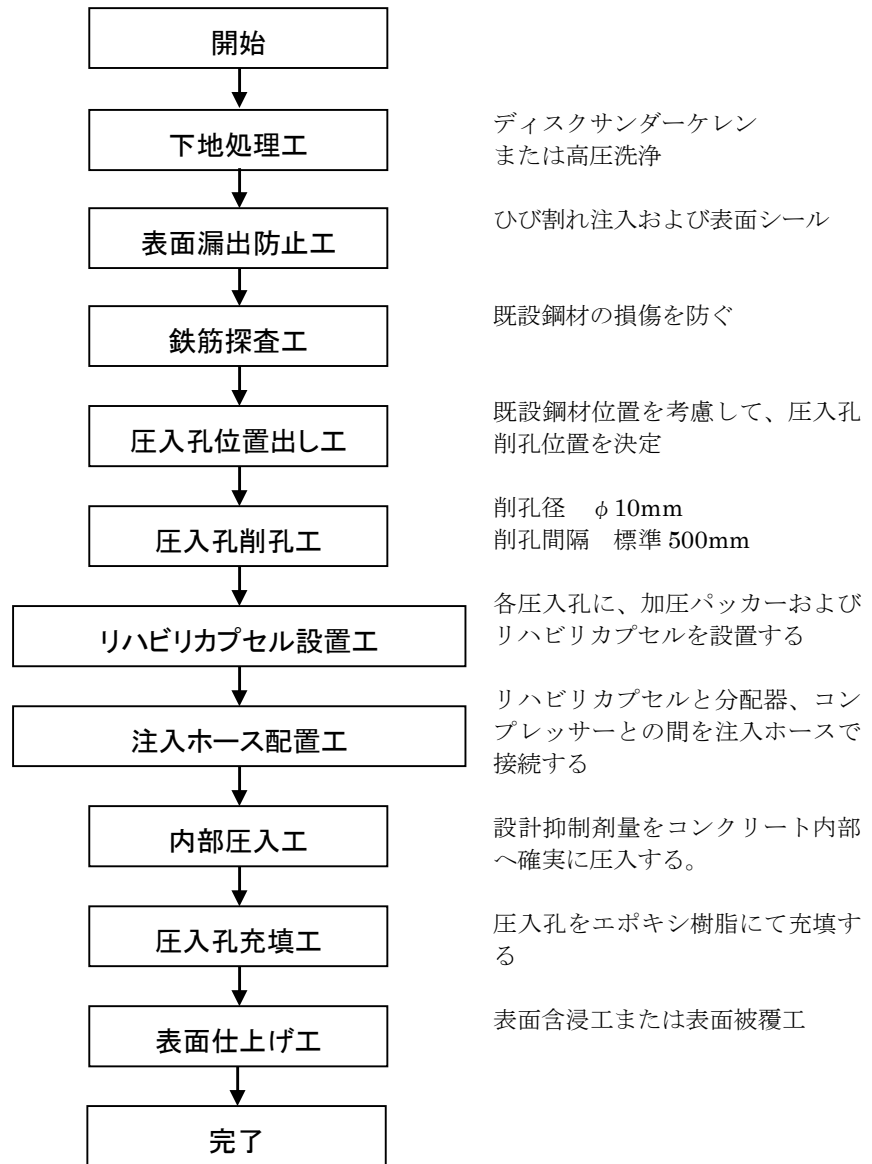 開始
下地処理工
ディスクサンダーケレン
または高圧洗浄
表面漏出防止工
ひび割れ注入および表面シール
鉄筋探査工
既設鋼材の損傷を防ぐ
圧入孔位置出し工
既設鋼材位置を考慮して、圧入孔
削孔位置を決定
圧入孔削孔工
削孔径　φ10mm
削孔間隔　標準 500mm
リハビリカプセル設置工
各圧入孔に、加圧パッカーおよび
リハビリカプセルを設置する
注入ホース配置工
リハビリカプセルと分配器、コン
プレッサーとの間を注入ホースで
接続する
内部圧入工
設計抑制剤量をコンクリート内部
へ確実に圧入する。
圧入孔充填工
圧入孔をエポキシ樹脂にて充填す
る
表面仕上げ工
表面含浸工または表面被覆工
完了